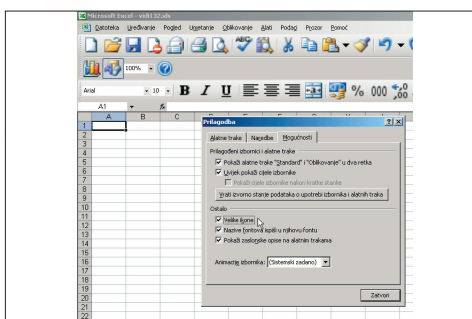 Microsoft Excel - vjdi132.xls
Datoteka Uređivanje Pogled Umetanje Oblikovanje Alati Podaci Prozor Pomoć
100%
Arial 10 B I U % 000
A1 fx
A B C
1
2
3
4
5
6
7
8
9
10
11
12
13
14
15
16
17
18
19
20
21
22
Prilagodba
Alatne trake Naredbe Mogućnosti
Prilagođeni izbornici i alatne trake
Pokaži alatne trake "Standard" i "Oblikovanje" u dva retka
Uvijek pokaži cijele izbornike
Pokaži cijele izbornike nakon kratke stanke
Vrati izvorno stanje podataka o upotrebi izbornika i alatnih traka
Ostalo
Velike ikone
Nazive fontova ispiši u njihovu fontu
Pokaži zaslonske opise na alatnim trakama
Animacije izbornika: (Sistemski zadano)
Zatvori